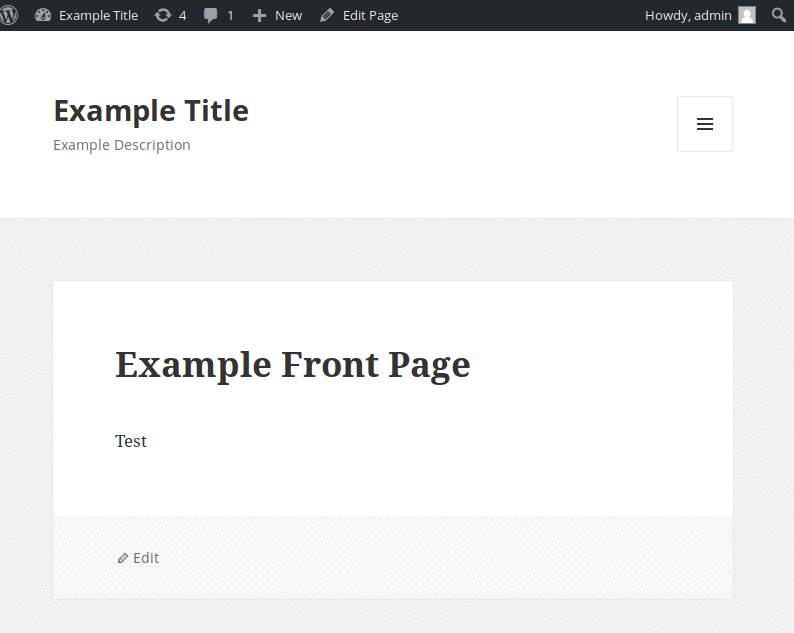 Example Title 4 1 New Edit Page Howdy, admin
Example Title
Example Description
Example Front Page
Test
Edit